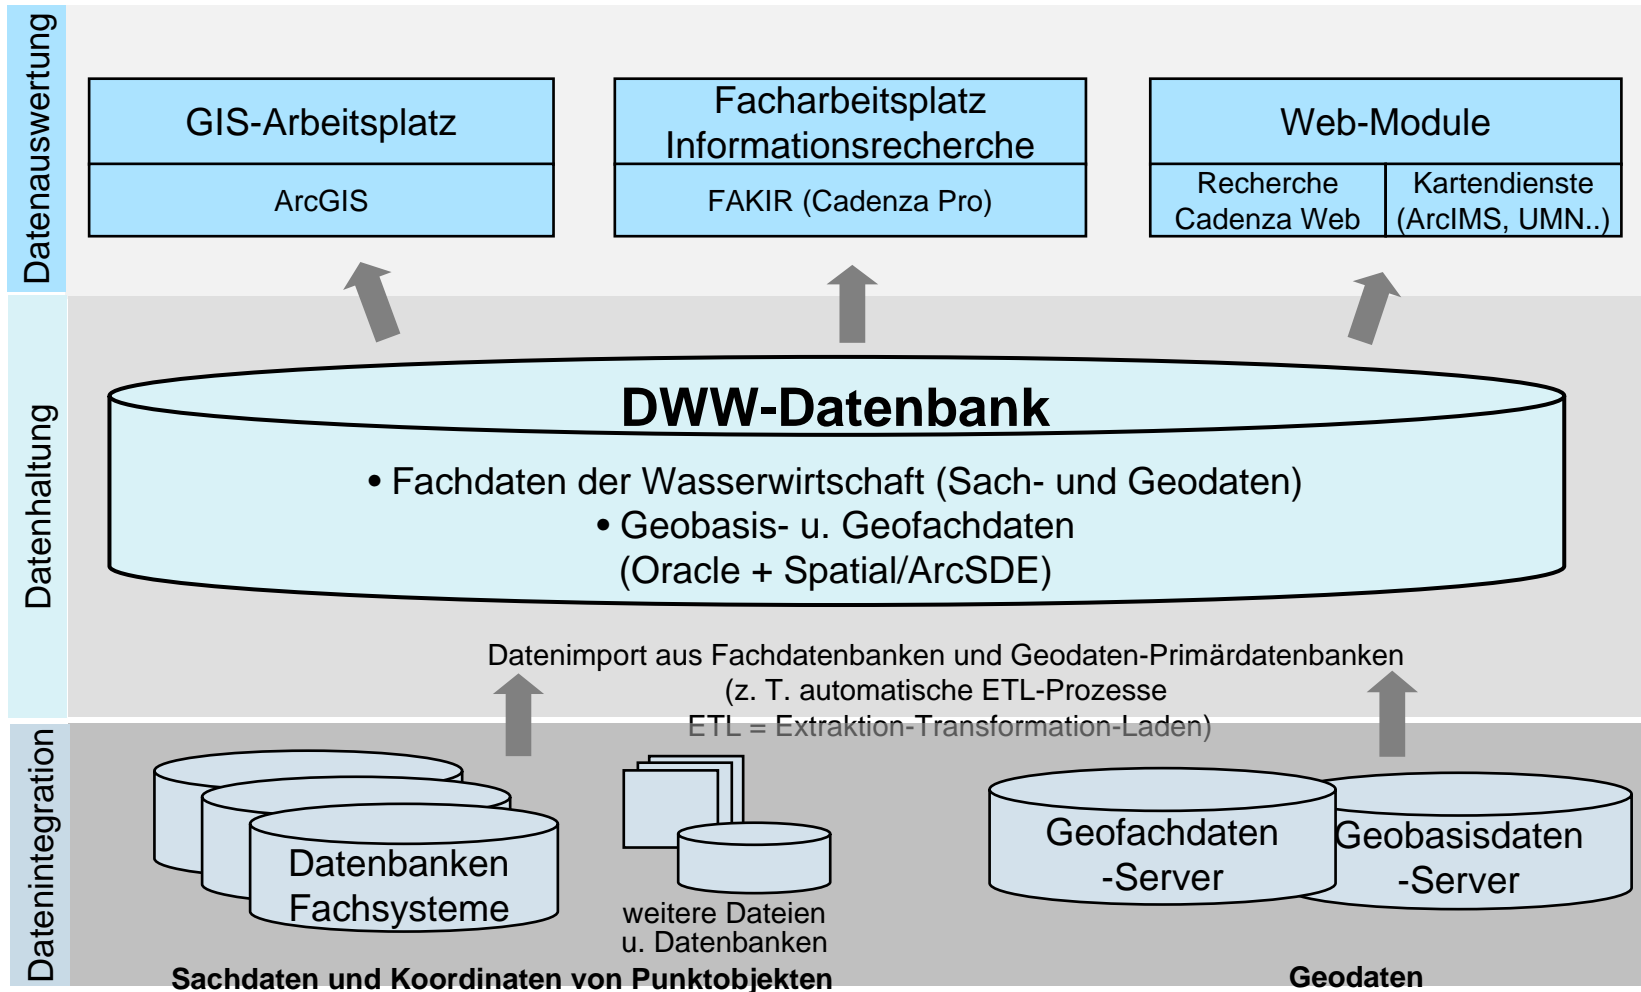 Datenauswertung
GIS-Arbeitsplatz
ArcGIS
Facharbeitsplatz
Informationsrecherche
FAKIR (Cadenza Pro)
Web-Module
Recherche
Cadenza Web
Kartendienste
(ArcIMS, UMN..)
Datenhaltung
DWW-Datenbank
• Fachdaten der Wasserwirtschaft (Sach- und Geodaten)
• Geobasis- u. Geofachdaten
(Oracle + Spatial/ArcSDE)
Datenimport aus Fachdatenbanken und Geodaten-Primärdatenbanken
(z. T. automatische ETL-Prozesse
ETL = Extraktion-Transformation-Laden)
Datenintegration
Datenbanken
Fachsysteme
weitere Dateien
u. Datenbanken
Geofachdaten
-Server
Geobasisdaten
-Server
Sachdaten und Koordinaten von Punktobjekten
Geodaten